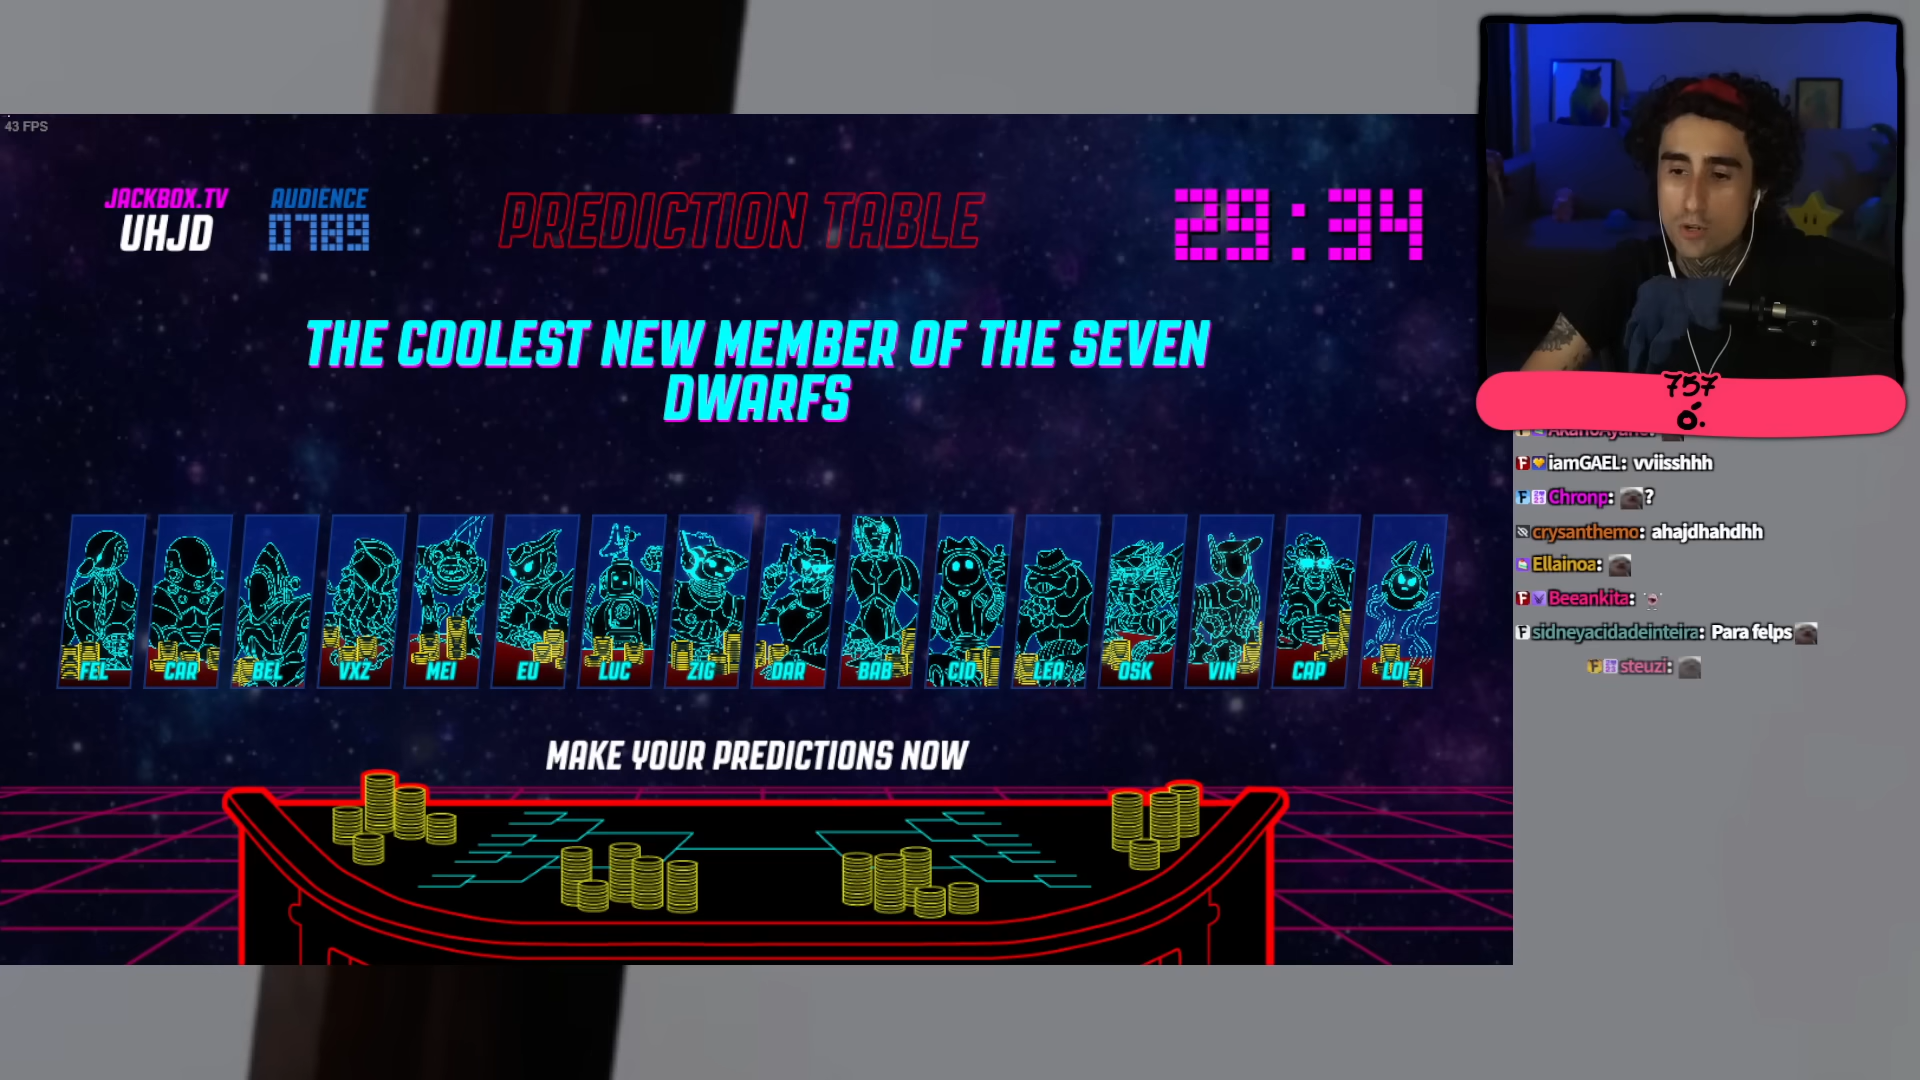 43 FPS
JACKBOX.TV
UHJD
AUDIENCE
0789
PREDICTION TABLE
29:34
THE COOLEST NEW MEMBER OF THE SEVEN
DWARFS
FEL
CAR
BEL
VXZ
MEI
EU
LUC
ZIG
DAR
BAB
CID
LEA
OSK
VIN
CAP
LOI
MAKE YOUR PREDICTIONS NOW
757
ó.
iamGAEL: vviisshhh
Chronp: ?
crysanthemo: ahajdhahdhh
Ellainoa:
Beeankita:
sidneyacidadeinteira: Para felps
steuzi: